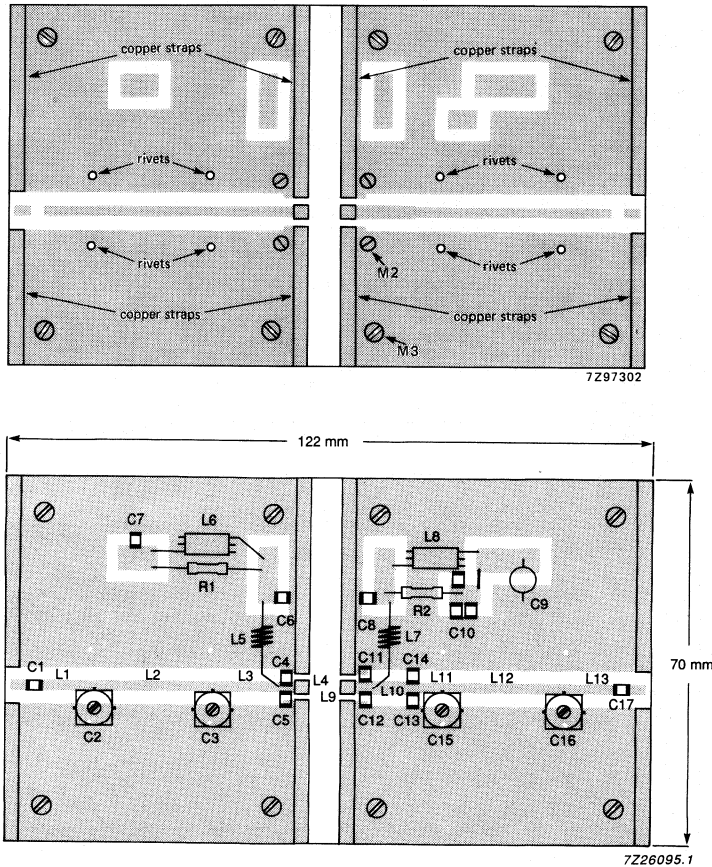 copper straps
copper straps
rivets
rivets
rivets
M2
rivets
copper straps
copper straps
M3
7Z97302
122 mm
C7
L6
L8
R1
R2
C9
C6
C8
C10
L5
L7
C4
C11
C14
70 mm
C1
L1
L2
L3
L4
L10
L11
L12
L13
L9
C17
C5
C12
C13
C2
C3
C15
C16
7Z26095.1